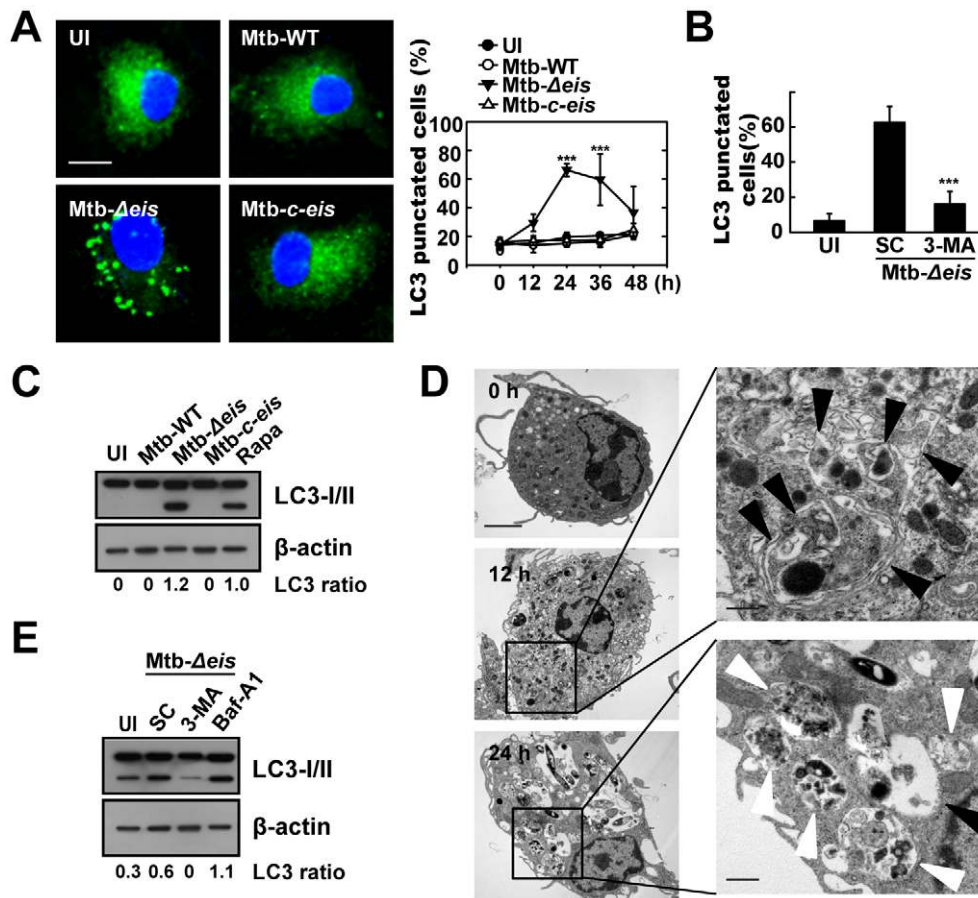 A
UI
Mtb-WT
Mtb-Δeis
Mtb-c-eis
LC3 punctated cells (%)
UI
Mtb-WT
Mtb-Δeis
Mtb-c-eis
100
80
60
40
20
0
*** ***
0 12 24 36 48 (h)
B
LC3 punctated
cells(%)
60
20
0
***
UI SC 3-MA
Mtb-Δeis
C
UI Mtb-WT Mtb-Δeis Mtb-c-eis Rapa
LC3-I/II
β-actin
0 0 1.2 0 1.0 LC3 ratio
D
0 h
12 h
24 h
E
Mtb-Δeis
UI SC 3-MA Baf-A1
LC3-I/II
β-actin
0.3 0.6 0 1.1 LC3 ratio